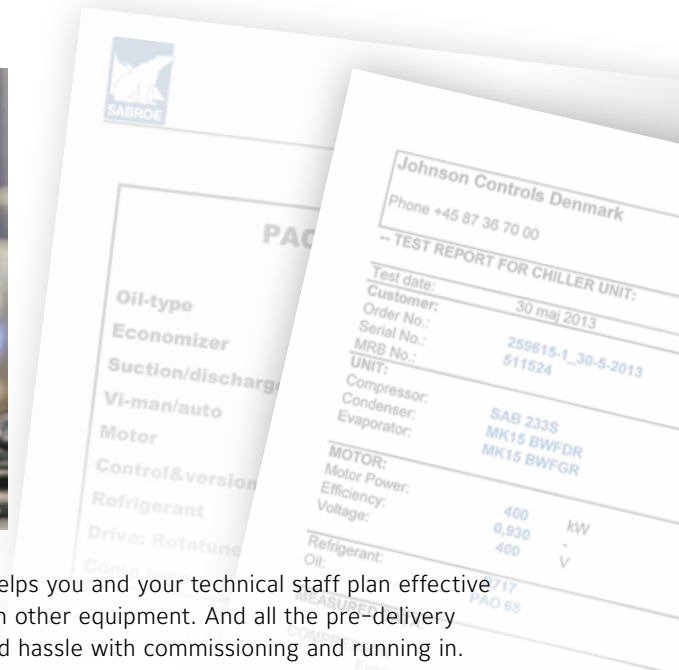 SABROE
PAC
Oil-type
Economizer
Suction/discharg
Vi-man/auto
Motor
Control&version
Refrigerant
Drive: Rotatune
Johnson Controls Denmark
Phone +45 87 36 70 00
-- TEST REPORT FOR CHILLER UNIT:
Test date: 30 maj 2013
Customer:
Order No.: 259615-1_30-5-2013
Serial No.: 511524
MRB No.:
UNIT:
Compressor: SAB 233S
Condenser: MK15 BWFDR
Evaporator: MK15 BWFGR
MOTOR:
Motor Power: 400 kW
Efficiency: 0,930 -
Voltage: 400 V
Refrigerant: R717
Oil: PAO 68
MEASURED
elps you and your technical staff plan effective
n other equipment. And all the pre-delivery
d hassle with commissioning and running in.